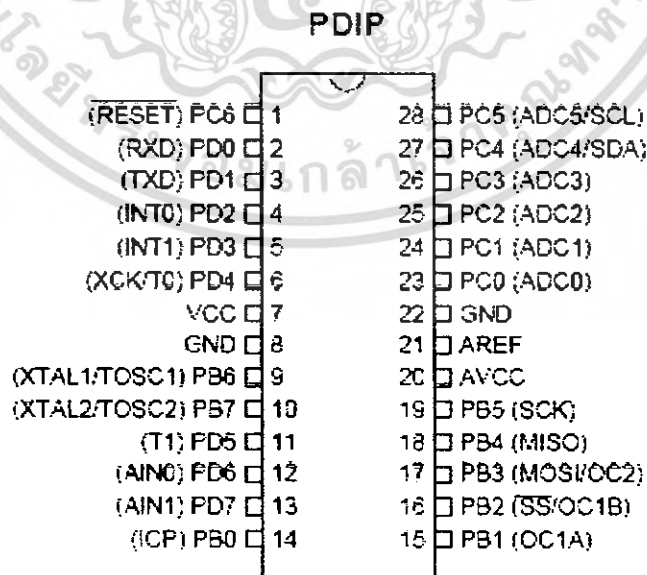 PDIP
(RESET) PC6 1 28 PC5 (ADC5/SCL)
(RXD) PD0 2 27 PC4 (ADC4/SDA)
(TXD) PD1 3 26 PC3 (ADC3)
(INT0) PD2 4 25 PC2 (ADC2)
(INT1) PD3 5 24 PC1 (ADC1)
(XCK/T0) PD4 6 23 PC0 (ADC0)
VCC 7 22 GND
GND 8 21 AREF
(XTAL1/TOSC1) PB6 9 20 AVCC
(XTAL2/TOSC2) PB7 10 19 PB5 (SCK)
(T1) PD5 11 18 PB4 (MISO)
(AIN0) PD6 12 17 PB3 (MOSI/OC2)
(AIN1) PD7 13 16 PB2 (SS/OC1B)
(ICP) PB0 14 15 PB1 (OC1A)